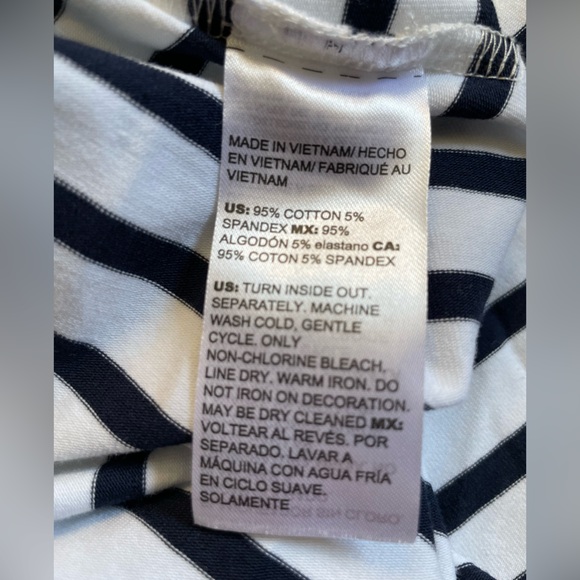 MADE IN VIETNAM/ HECHO
EN VIETNAM/ FABRIQUÉ AU
VIETNAM
US: 95% COTTON 5%
SPANDEX MX: 95%
ALGODÓN 5% elastano CA:
95% COTON 5% SPANDEX
US: TURN INSIDE OUT.
SEPARATELY. MACHINE
WASH COLD, GENTLE
CYCLE, ONLY
NON-CHLORINE BLEACH,
LINE DRY, WARM IRON. DO
NOT IRON ON DECORATION.
MAY BE DRY CLEANED MX:
VOLTEAR AL REVÉS. POR
SEPARADO. LAVAR A
MÁQUINA CON AGUA FRÍA
EN CICLO SUAVE,
SOLAMENTE
SIN CLORO